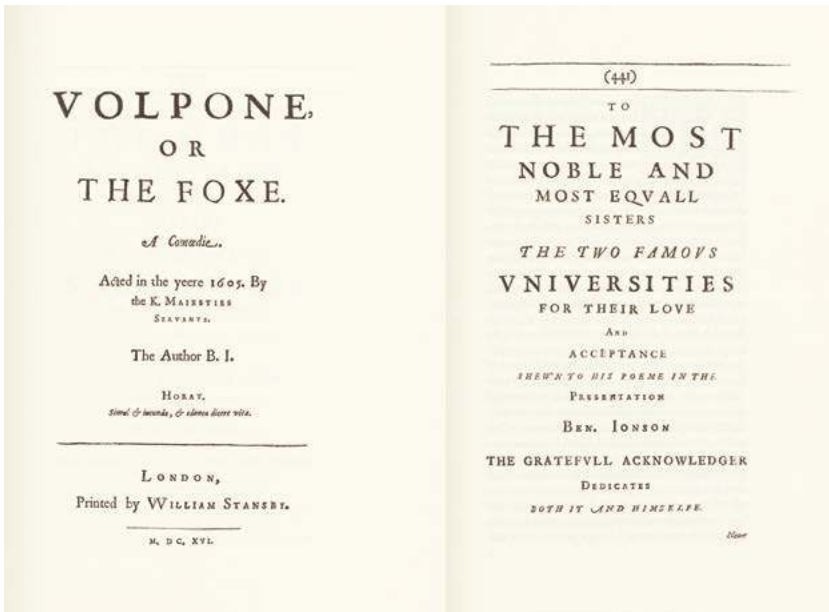 VOLPONE,
OR
THE FOXE.
A Comœdie.
Acted in the yeere 1605. By
the K. MAIESTIES
SERVANTS.
The Author B. I.
HORAT.
Simul & iucunda, & idonea dicere vitæ.
LONDON,
Printed by WILLIAM STANSBY.
M. DC. XVI.
(441)
TO
THE MOST
NOBLE AND
MOST EQVALL
SISTERS
THE TWO FAMOVS
VNIVERSITIES
FOR THEIR LOVE
AND
ACCEPTANCE
SHEW'N TO HIS POEME IN THE
PRESENTATION
BEN. IONSON
THE GRATEFVLL ACKNOWLEDGER
DEDICATES
BOTH IT AND HIMSELFE.